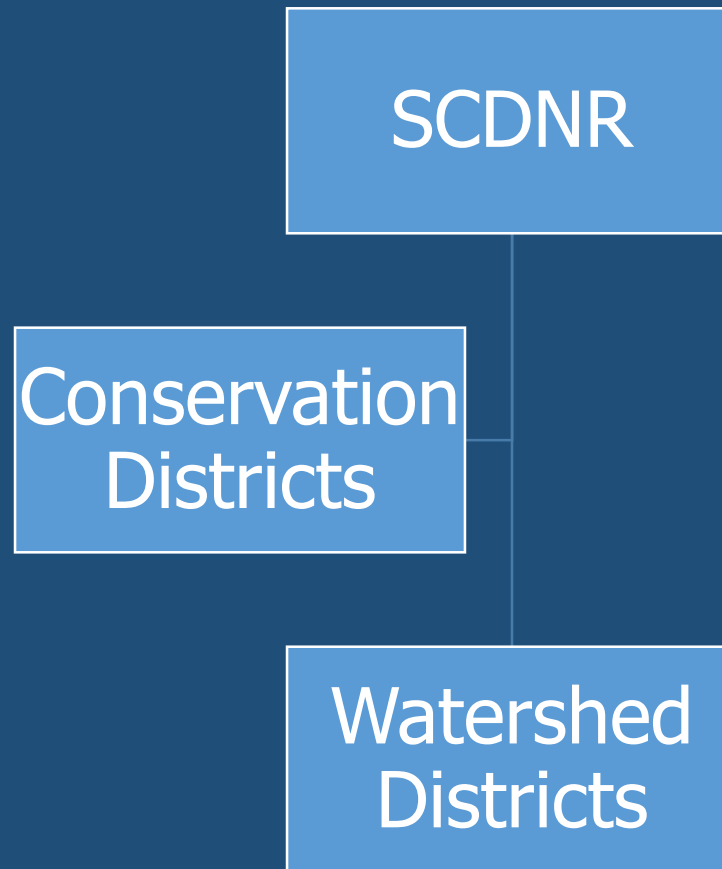 SCDNR
Conservation
Districts
Watershed
Districts